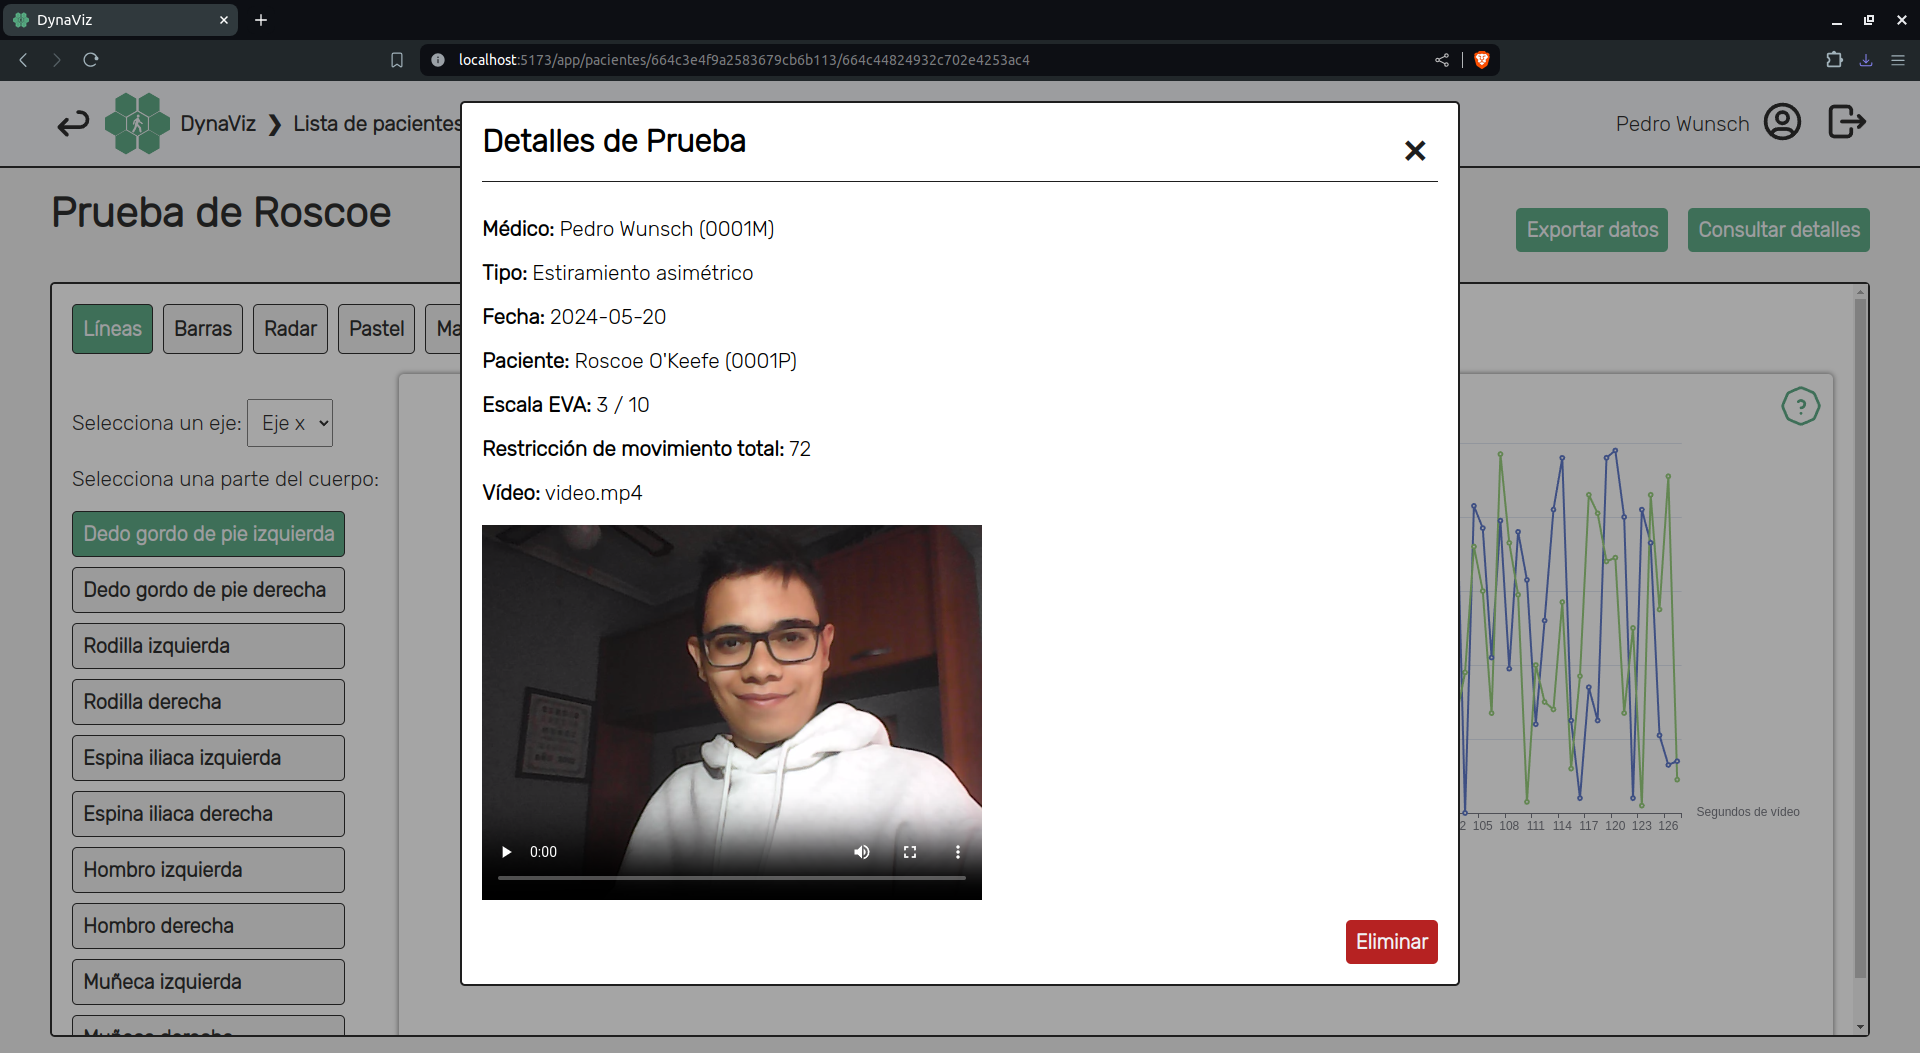 DynaViz
localhost:5173/app/pacientes/664c3e4f9a2583679cb6b113/664c44824932c702e4253ac4
DynaViz ❯ Lista de pacientes
Pedro Wunsch
Prueba de Roscoe
Exportar datos
Consultar detalles
Líneas
Barras
Radar
Pastel
Ma
Selecciona un eje: Eje x
Selecciona una parte del cuerpo:
Dedo gordo de pie izquierda
Dedo gordo de pie derecha
Rodilla izquierda
Rodilla derecha
Espina iliaca izquierda
Espina iliaca derecha
Hombro izquierda
Hombro derecha
Muñeca izquierda
Muñeca derecha
Detalles de Prueba
Médico: Pedro Wunsch (0001M)
Tipo: Estiramiento asimétrico
Fecha: 2024-05-20
Paciente: Roscoe O'Keefe (0001P)
Escala EVA: 3 / 10
Restricción de movimiento total: 72
Vídeo: video.mp4
0:00
Eliminar
?
2 105 108 111 114 117 120 123 126
Segundos de vídeo